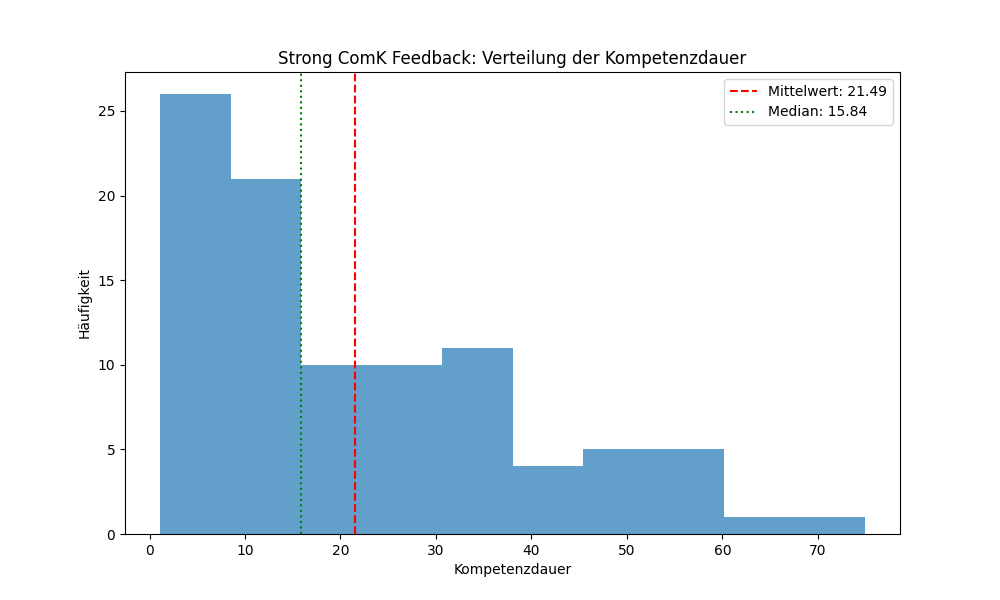 Strong ComK Feedback: Verteilung der Kompetenzdauer
Mittelwert: 21.49
Median: 15.84
Häufigkeit
25
20
15
10
5
0
0 10 20 30 40 50 60 70
Kompetenzdauer